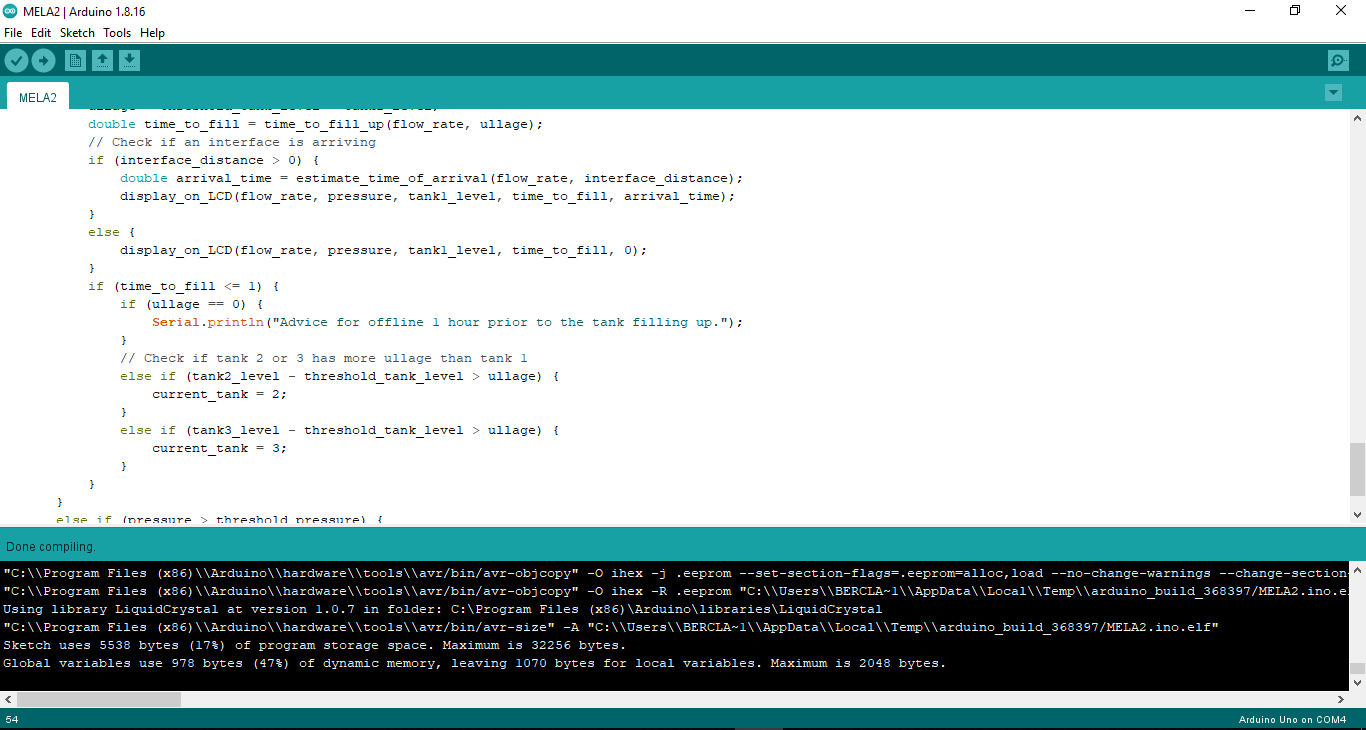 MELA2 | Arduino 1.8.16
File Edit Sketch Tools Help
MELA2
double time_to_fill = time_to_fill_up(flow_rate, ullage);
// Check if an interface is arriving
if (interface_distance > 0) {
double arrival_time = estimate_time_of_arrival(flow_rate, interface_distance);
display_on_LCD(flow_rate, pressure, tank1_level, time_to_fill, arrival_time);
}
else {
display_on_LCD(flow_rate, pressure, tank1_level, time_to_fill, 0);
}
if (time_to_fill <= 1) {
if (ullage == 0) {
Serial.println("Advice for offline 1 hour prior to the tank filling up.");
}
// Check if tank 2 or 3 has more ullage than tank 1
else if (tank2_level - threshold_tank_level > ullage) {
current_tank = 2;
}
else if (tank3_level - threshold_tank_level > ullage) {
current_tank = 3;
}
}
}
else if (pressure > threshold_pressure) {
Done compiling.
"C:\\Program Files (x86)\\Arduino\\hardware\\tools\\avr/bin/avr-objcopy" -O ihex -j .eeprom --set-section-flags=.eeprom=alloc,load --no-change-warnings --change-section-
"C:\\Program Files (x86)\\Arduino\\hardware\\tools\\avr/bin/avr-objcopy" -O ihex -R .eeprom "C:\\Users\\BERCLA~1\\AppData\\Local\\Temp\\arduino_build_368397/MELA2.ino.el
Using library LiquidCrystal at version 1.0.7 in folder: C:\Program Files (x86)\Arduino\libraries\LiquidCrystal
"C:\\Program Files (x86)\\Arduino\\hardware\\tools\\avr/bin/avr-size" -A "C:\\Users\\BERCLA~1\\AppData\\Local\\Temp\\arduino_build_368397/MELA2.ino.elf"
Sketch uses 5538 bytes (17%) of program storage space. Maximum is 32256 bytes.
Global variables use 978 bytes (47%) of dynamic memory, leaving 1070 bytes for local variables. Maximum is 2048 bytes.
54
Arduino Uno on COM4